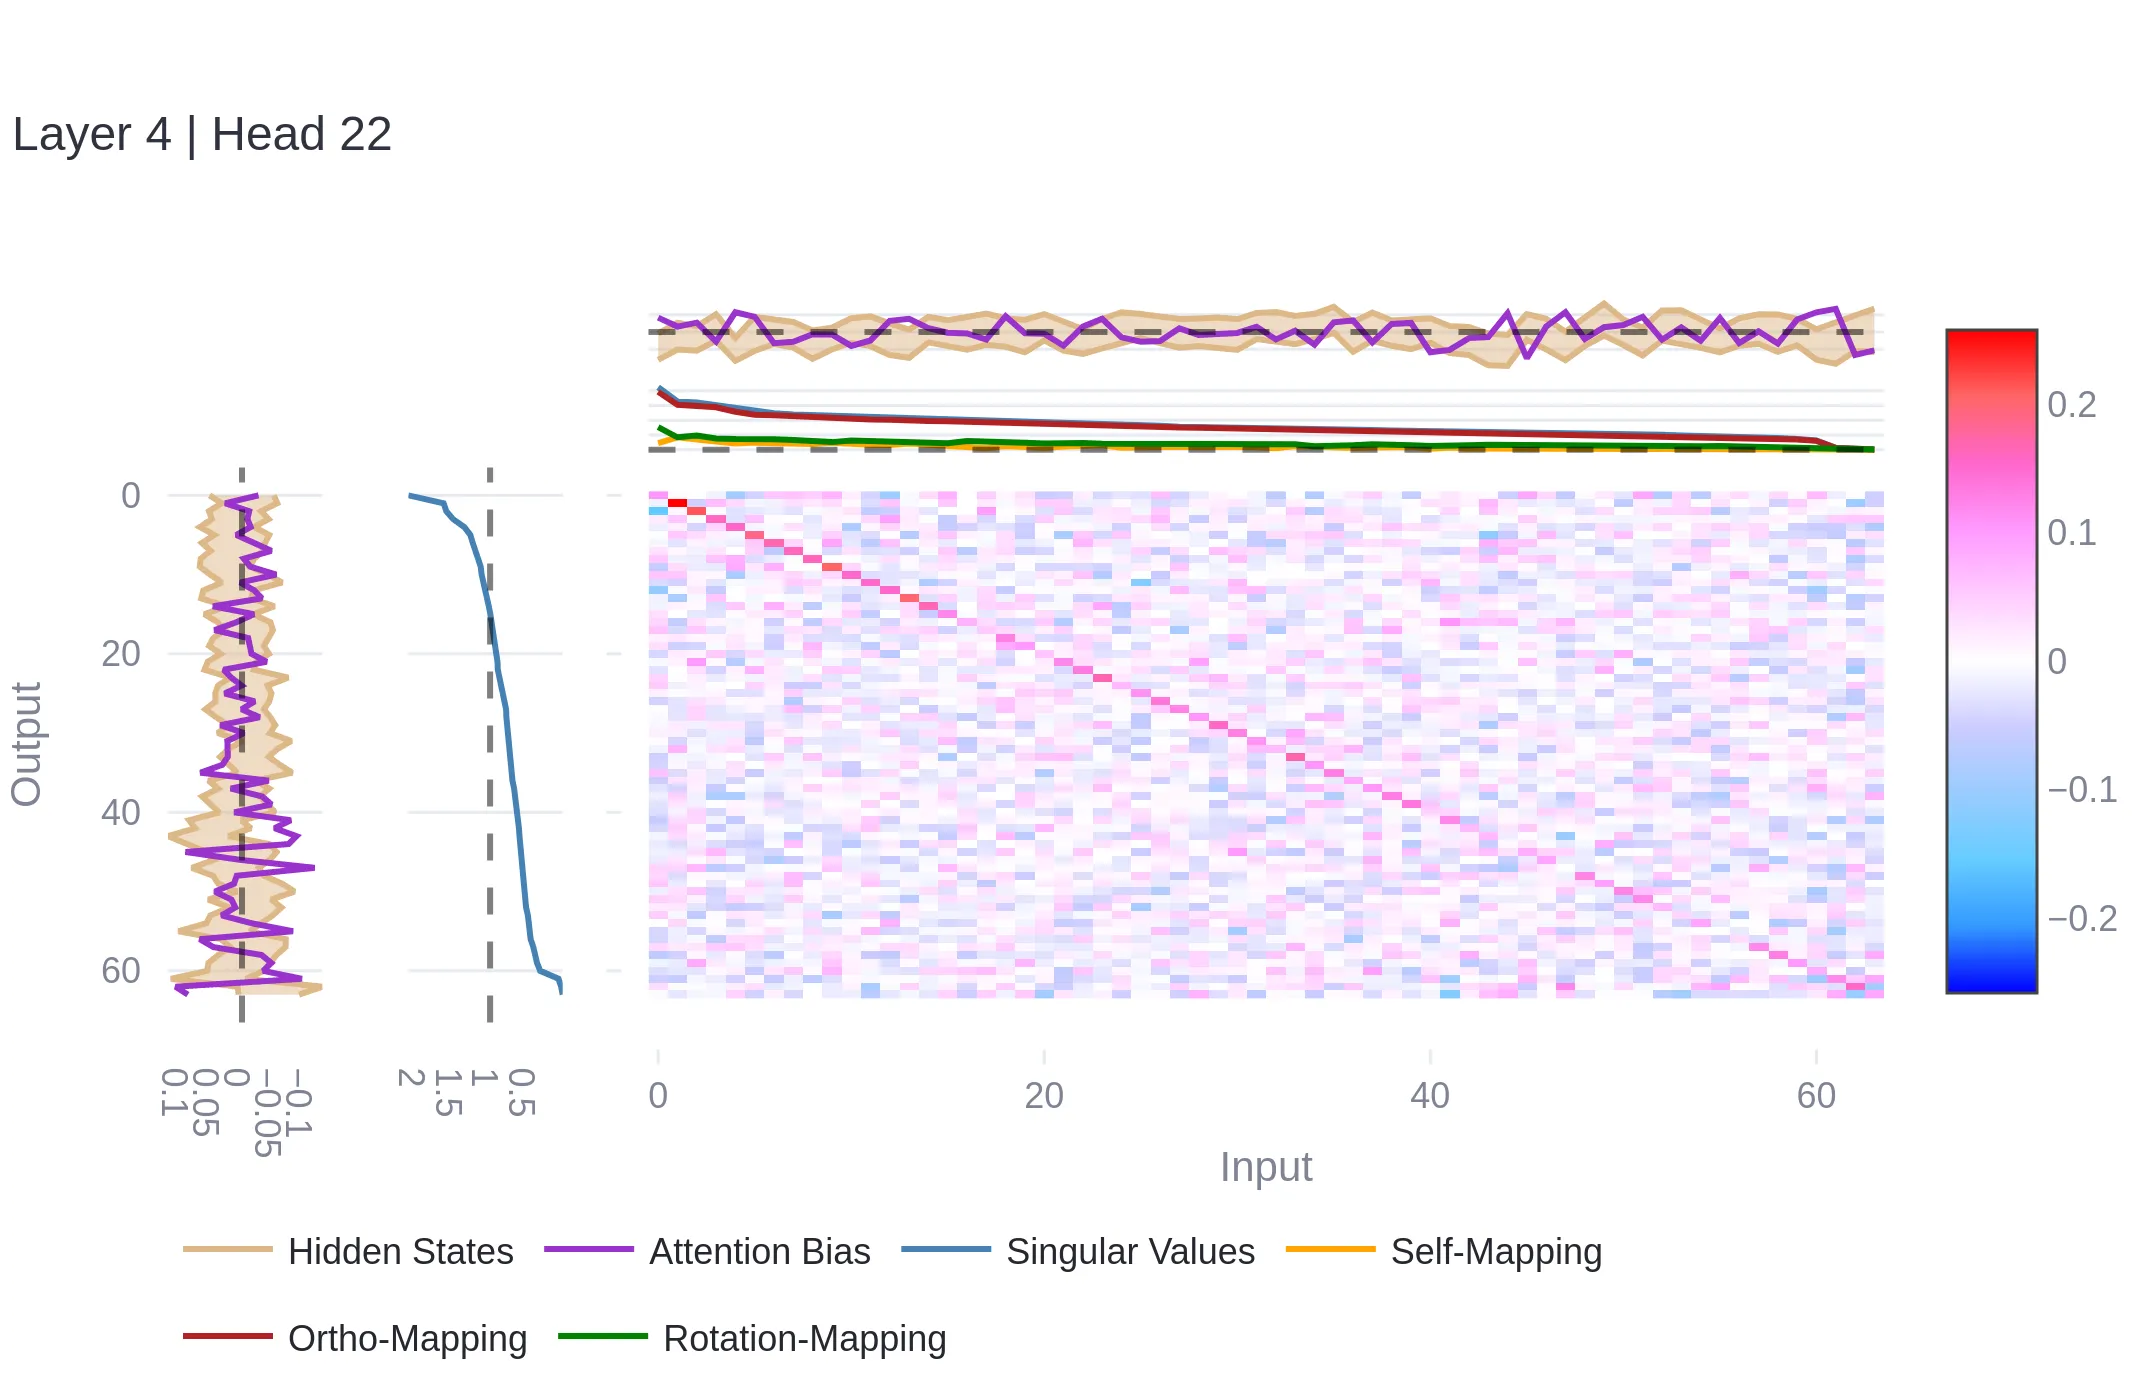 Layer 4 | Head 22
0
20
40
60
Output
0.1
0.05
0
−0.05
−0.1
2
1.5
1
0.5
0
20
40
60
Input
0.2
0.1
0
−0.1
−0.2
Hidden States
Attention Bias
Singular Values
Self-Mapping
Ortho-Mapping
Rotation-Mapping